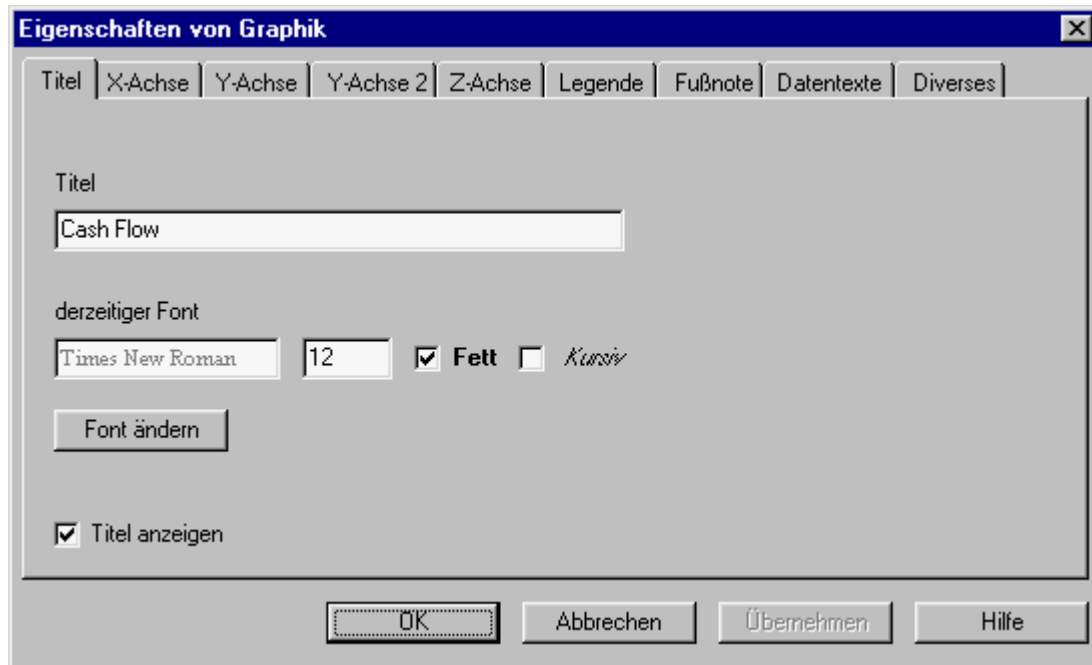 Eigenschaften von Graphik
Titel X-Achse Y-Achse Y-Achse 2 Z-Achse Legende Fußnote Datentexte Diverses
Titel
Cash Flow
derzeitiger Font
Times New Roman 12 Fett Kursiv
Font ändern
Titel anzeigen
OK Abbrechen Übernehmen Hilfe